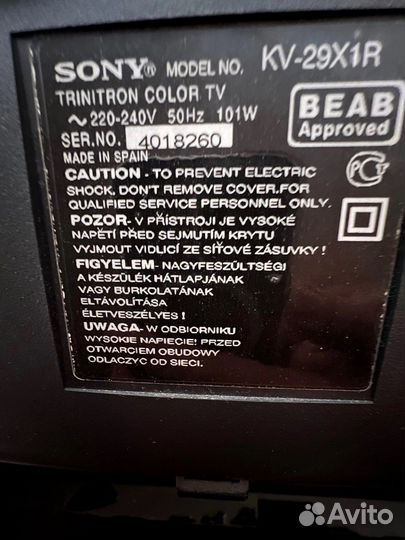 SONY® MODEL NO. KV-29X1R
TRINITRON COLOR TV
~220-240V 50Hz 101W
SER.NO. 4018260
MADE IN SPAIN
BEAB
Approved
CAUTION - TO PREVENT ELECTRIC
SHOCK, DON'T REMOVE COVER.FOR
QUALIFIED SERVICE PERSONNEL ONLY.
POZOR - V PŘÍSTROJI JE VYSOKÉ
NAPĚTÍ PŘED SEJMUTÍM KRYTU
VYJMOUT VIDLICÍ ZE SÍŤOVÉ ZÁSUVKY !
FIGYELEM - NAGYFESZÜLTSÉG!
A KÉSZÜLÉK HÁTLAPJÁNAK
VAGY BURKOLATÁNAK
ELTÁVOLÍTÁSA
ÉLETVESZÉLYES!
UWAGA - W ODBIORNIKU
WYSOKIE NAPIECIE! PRZED
OTWARCIEM OBUDOWY
ODLACZYC OD SIECI.
Avito